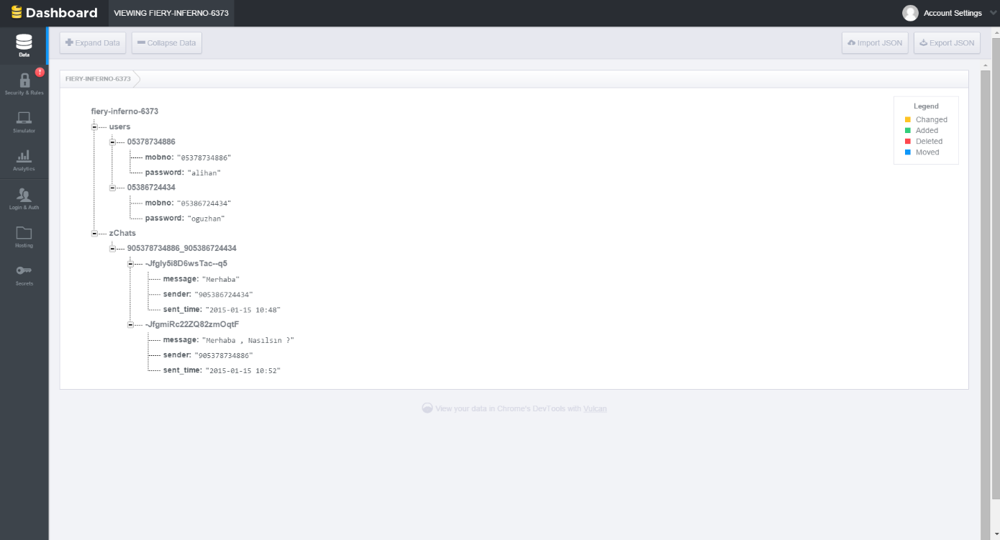 Dashboard
VIEWING FIERY-INFERNO-6373
Account Settings
Data
Security & Rules
Simulator
Analytics
Login & Auth
Hosting
Secrets
Expand Data
Collapse Data
Import JSON
Export JSON
FIERY-INFERNO-6373
Legend
Changed
Added
Deleted
Moved
fiery-inferno-6373
users
05378734886
mobno: "05378734886"
password: "alihan"
05386724434
mobno: "05386724434"
password: "oguzhan"
zChats
905378734886_905386724434
-Jfgly5i8D6wsTac--q5
message: "Merhaba"
sender: "905386724434"
sent_time: "2015-01-15 10:48"
-JfgmiRc22ZQ82zmOqtF
message: "Merhaba , Nasılsın ?"
sender: "905378734886"
sent_time: "2015-01-15 10:52"
View your data in Chrome's DevTools with Vulcan